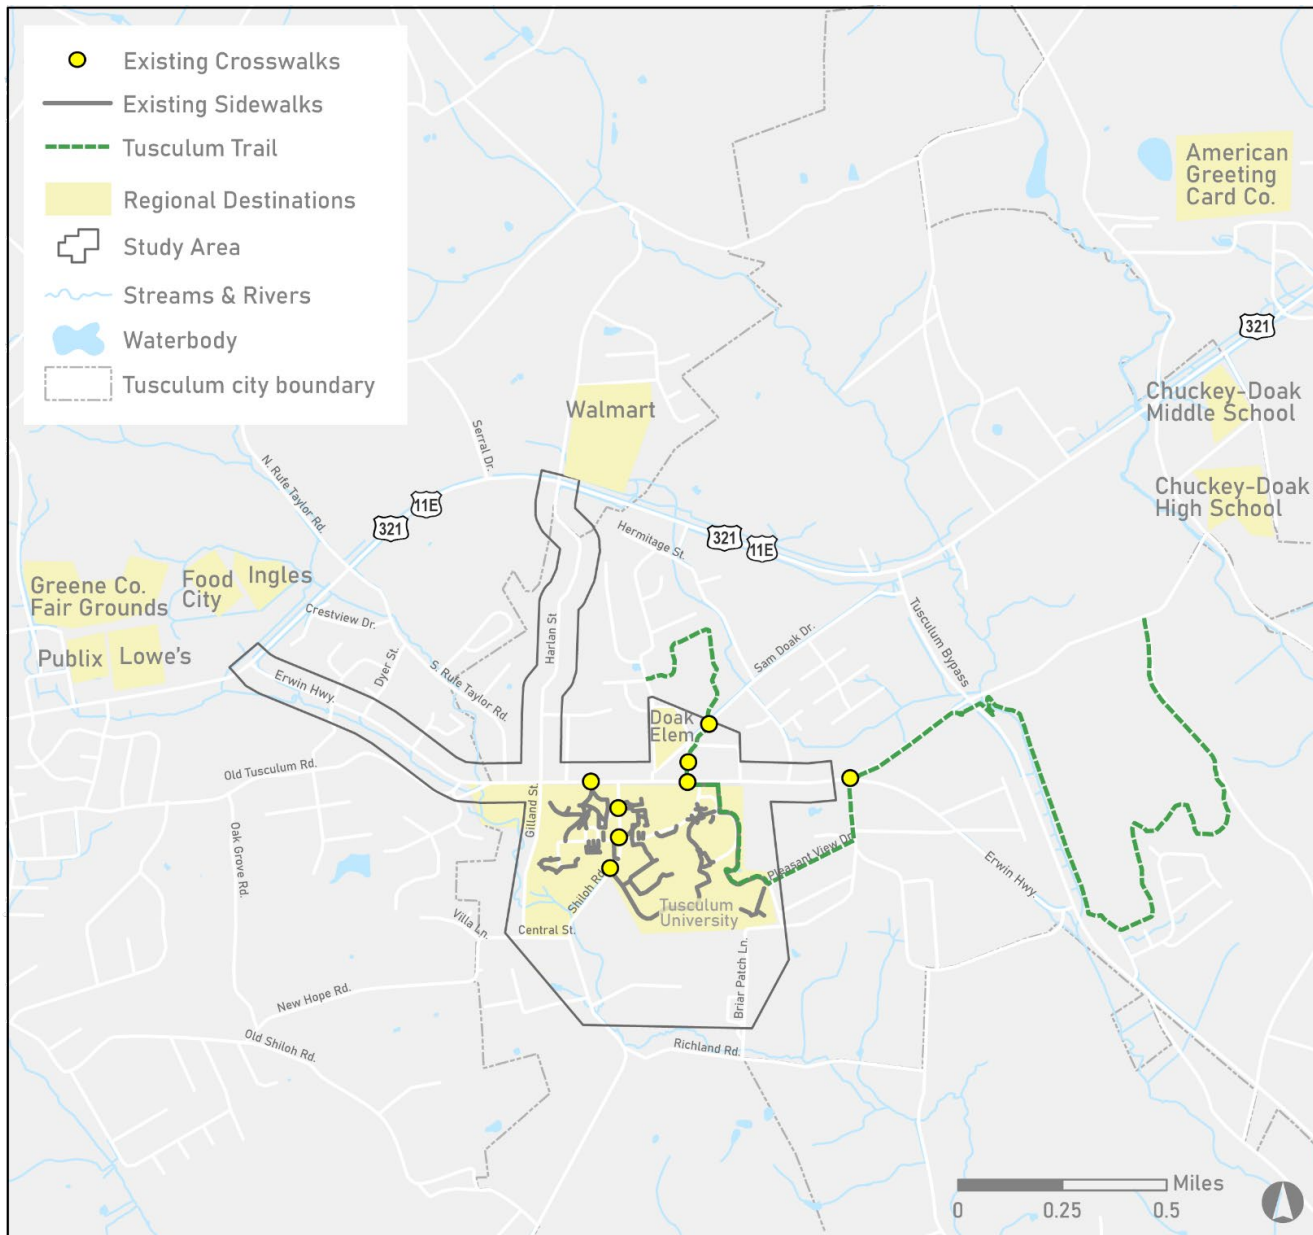 Existing Crosswalks
Existing Sidewalks
Tusculum Trail
Regional Destinations
Study Area
Streams & Rivers
Waterbody
Tusculum city boundary
American
Greeting
Card Co.
321
Chuckey-Doak
Middle School
Chuckey-Doak
High School
Walmart
Serral Dr.
N. Rufe Taylor Rd.
11E
321
Hermitage St.
321
11E
Greene Co.
Fair Grounds
Food
City
Ingles
Publix
Lowe's
Crestview Dr.
Dyer St.
Erwin Hwy.
S. Rufe Taylor Rd.
Harlan St
Sam Doak Dr.
Tusculum Bypass
Doak
Elem
Old Tusculum Rd.
Gilland St.
Oak Grove Rd.
Pleasant View Dr.
Erwin Hwy.
Shiloh Rd.
Tusculum
University
Villa Ln.
Central St.
Briar Patch Ln.
New Hope Rd.
Old Shiloh Rd.
Richland Rd.
Miles
0
0.25
0.5